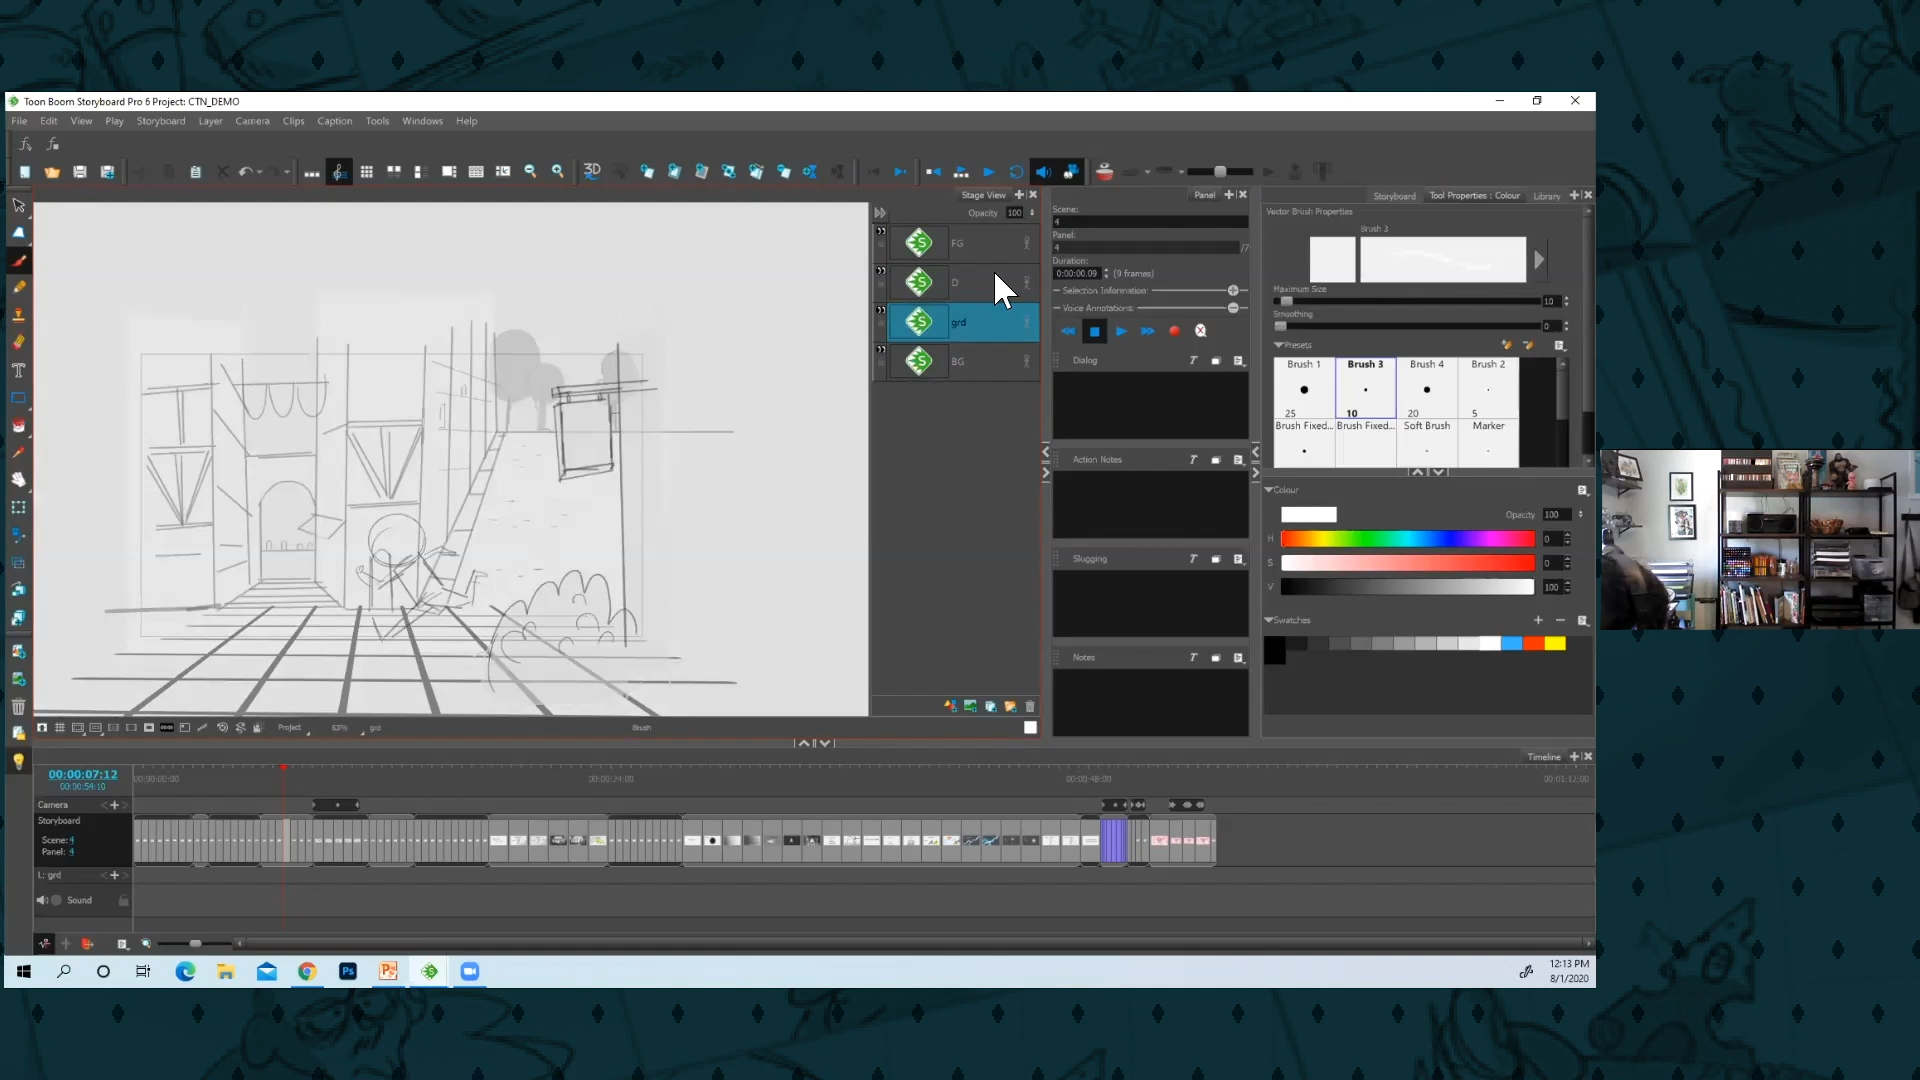 Toon Boom Storyboard Pro 6 Project: CTN_DEMO
File Edit View Play Storyboard Layer Camera Clips Caption Tools Windows Help
3D
Stage View
Opacity 100
FG
D
grd
BG
Panel
Scene:
4
Panel:
4 /7
Duration:
0:00:00.09 (9 frames)
Selection Information:
Voice Annotations:
Dialog
Action Notes
Slugging
Notes
Storyboard Tool Properties : Colour Library
Vector Brush Properties
Brush 3
Maximum Size
10
Smoothing
0
Presets
Brush 1 Brush 3 Brush 4 Brush 2
25 10 20 5
Brush Fixed... Brush Fixed... Soft Brush Marker
Colour
Opacity 100
H 0
S 0
V 100
Swatches
Project 63% grd Brush
Timeline
00:00:07:12
00:00:54:10
00:00:00:00 00:00:24:00 00:00:48:00 00:01:12:00
Camera
Storyboard
Scene: 4
Panel: 4
L: grd
Sound
12:13 PM
8/1/2020